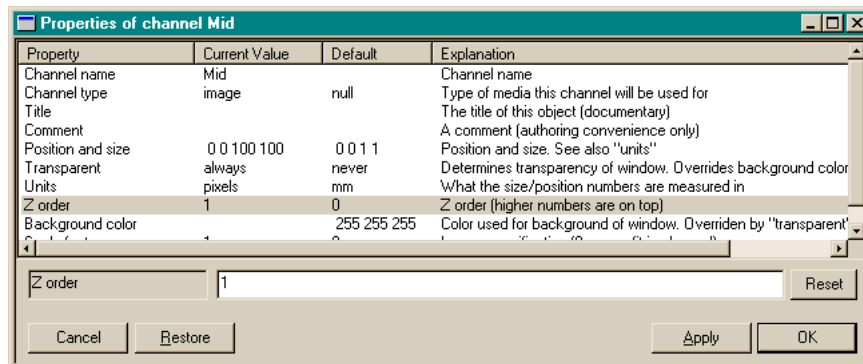 Properties of channel Mid
Property Current Value Default Explanation
Channel name Mid Channel name
Channel type image null Type of media this channel will be used for
Title The title of this object (documentary)
Comment A comment (authoring convenience only)
Position and size 0 0 100 100 0 0 1 1 Position and size. See also "units"
Transparent always never Determines transparency of window. Overrides background color
Units pixels mm What the size/position numbers are measured in
Z order 1 0 Z order (higher numbers are on top)
Background color 255 255 255 Color used for background of window. Overriden by "transparent"
Z order 1 Reset
Cancel Restore Apply OK